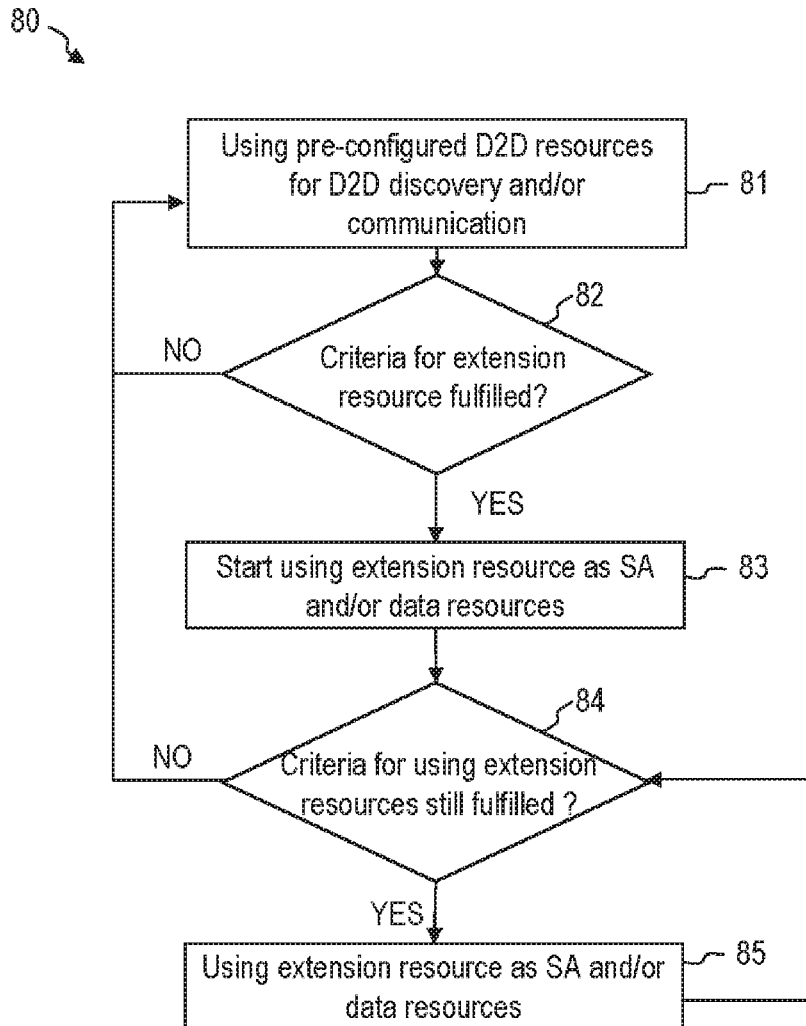 80
Using pre-configured D2D resources
for D2D discovery and/or
communication
81
82
NO
Criteria for extension
resource fulfilled?
YES
Start using extension resource as SA
and/or data resources
83
84
NO
Criteria for using extension
resources still fulfilled ?
YES
Using extension resource as SA and/or
data resources
85